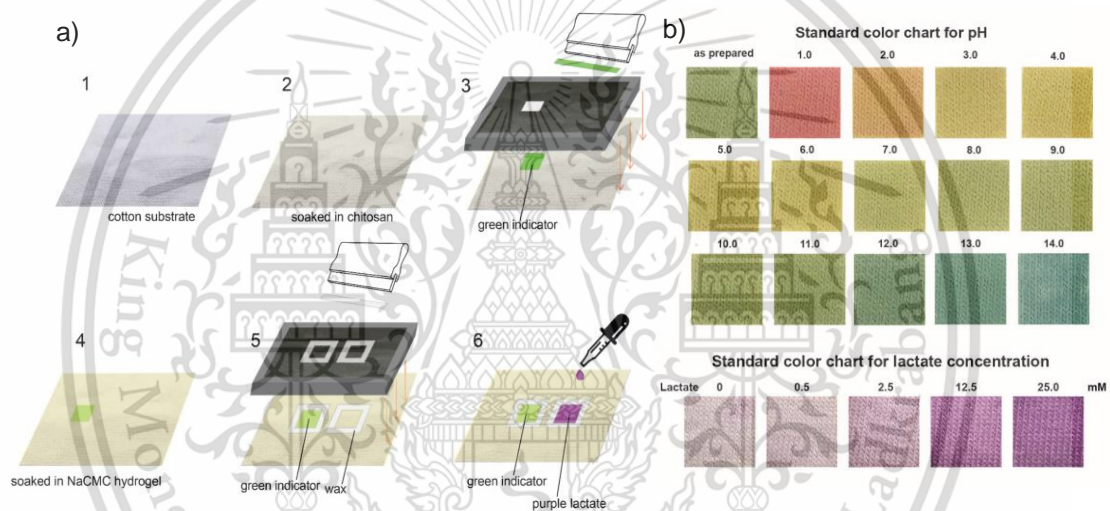 a)
1
2
3
cotton substrate
soaked in chitosan
green indicator
4
5
6
soaked in NaCMC hydrogel
green indicator
wax
green indicator
purple lactate
b)
Standard color chart for pH
as prepared 1.0 2.0 3.0 4.0
5.0 6.0 7.0 8.0 9.0
10.0 11.0 12.0 13.0 14.0
Standard color chart for lactate concentration
Lactate 0 0.5 2.5 12.5 25.0 mM
King
Ladkrabang